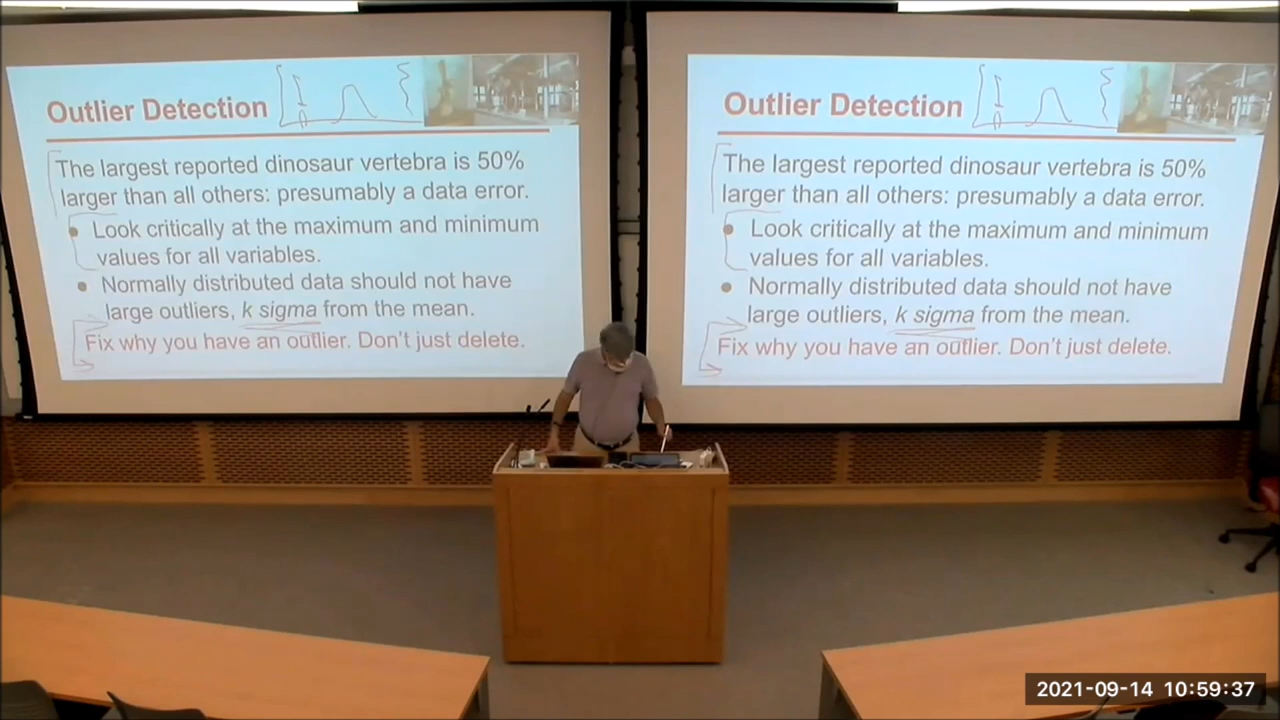 Outlier Detection
The largest reported dinosaur vertebra is 50%
larger than all others: presumably a data error.
• Look critically at the maximum and minimum
values for all variables.
• Normally distributed data should not have
large outliers, k sigma from the mean.
Fix why you have an outlier. Don't just delete.
Outlier Detection
The largest reported dinosaur vertebra is 50%
larger than all others: presumably a data error.
• Look critically at the maximum and minimum
values for all variables.
• Normally distributed data should not have
large outliers, k sigma from the mean.
Fix why you have an outlier. Don't just delete.
2021-09-14 10:59:37